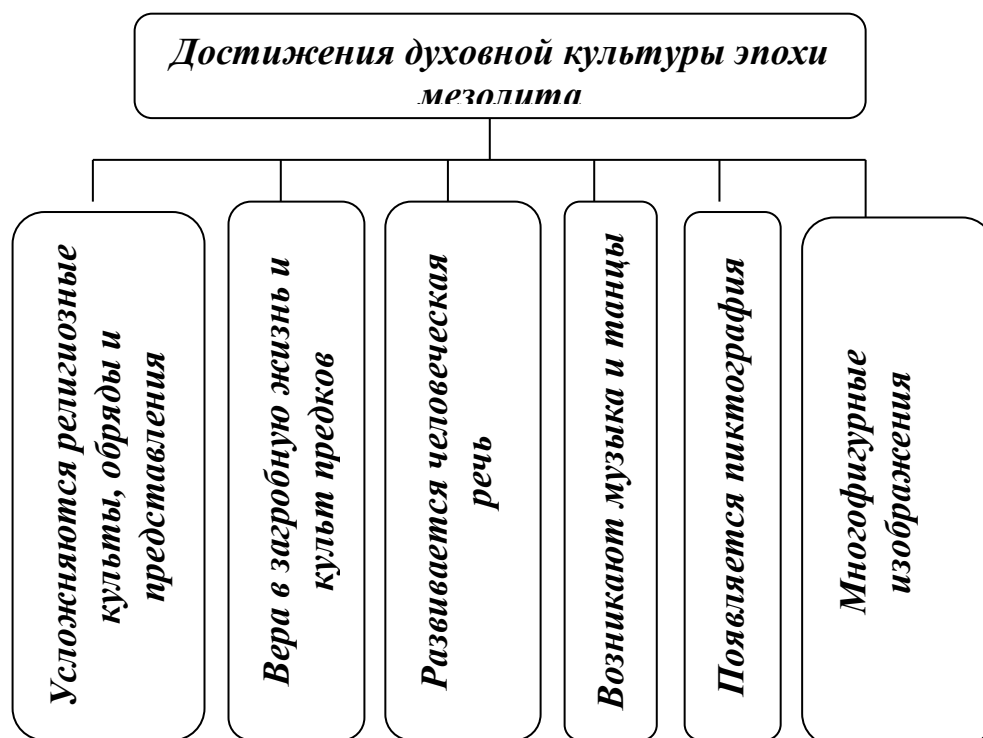 Достижения духовной культуры эпохи
мезолита
Усложняются религиозные
культы, обряды и
представления
Вера в загробную жизнь и
культ предков
Развивается человеческая
речь
Возникают музыка и танцы
Появляется пиктография
Многофигурные
изображения